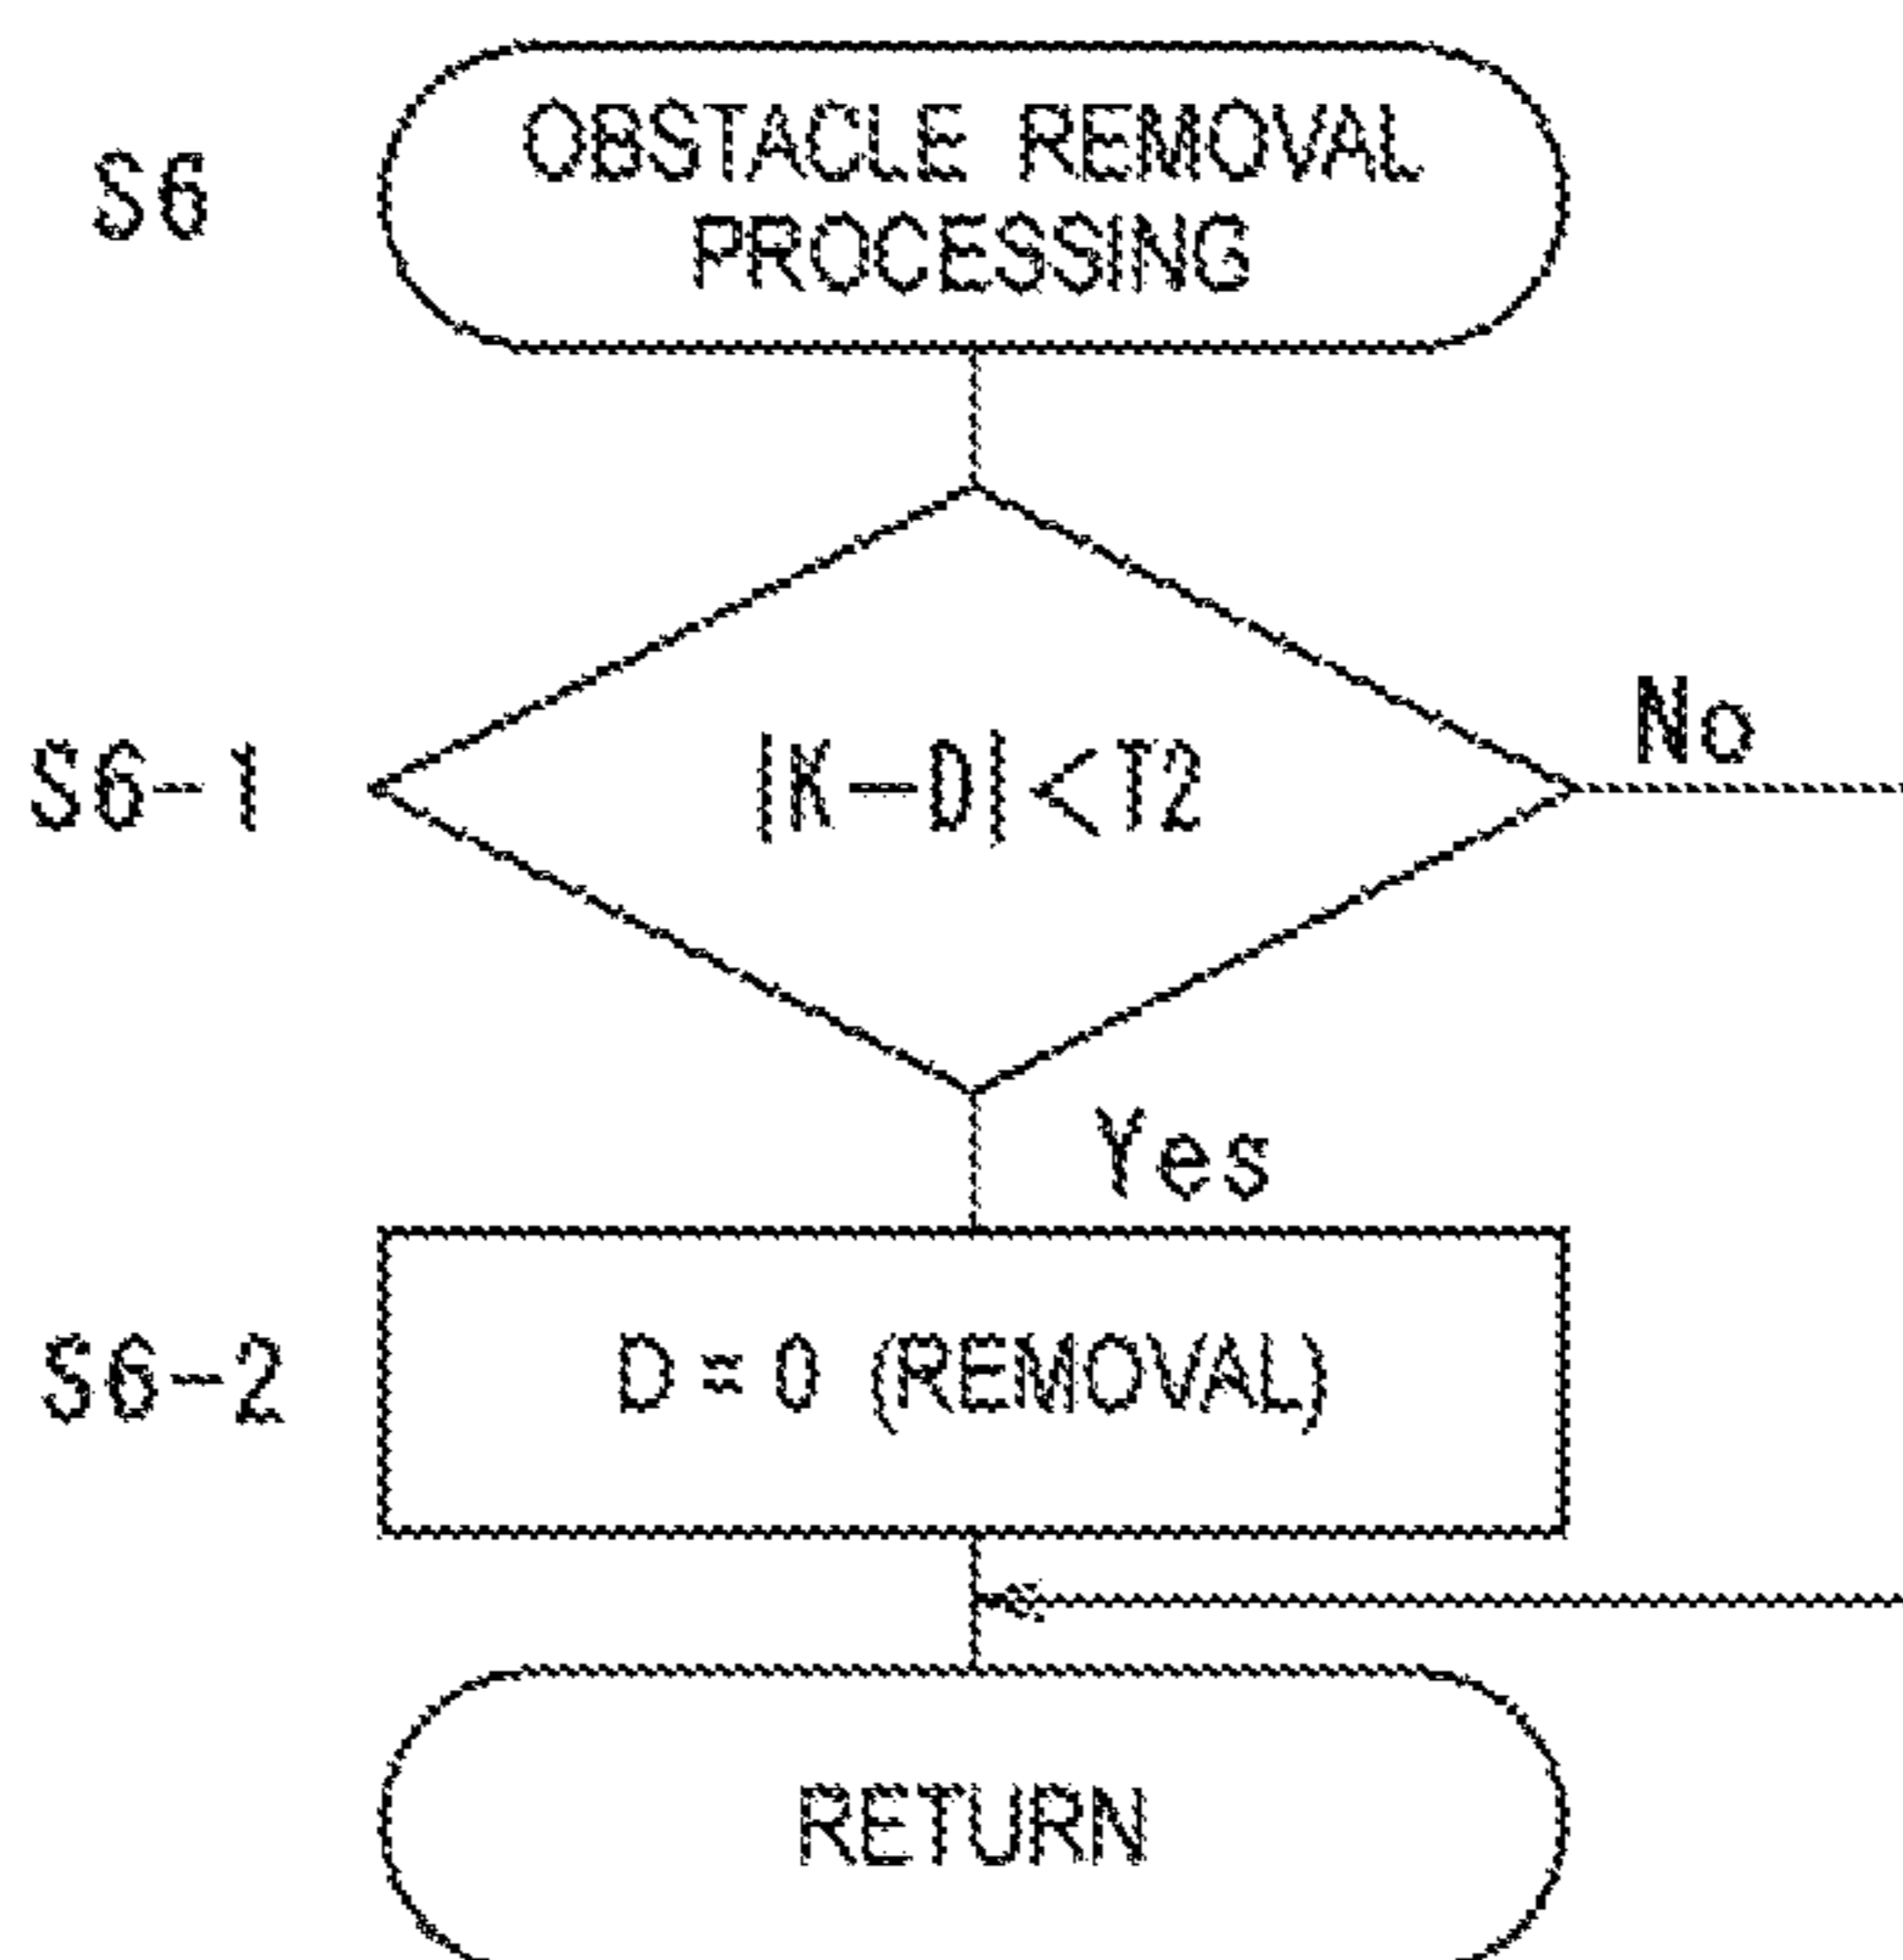 S6
OBSTACLE REMOVAL
PROCESSING
S6-1
|K-D|<T2
No
Yes
S6-2
D = 0 (REMOVAL)
RETURN